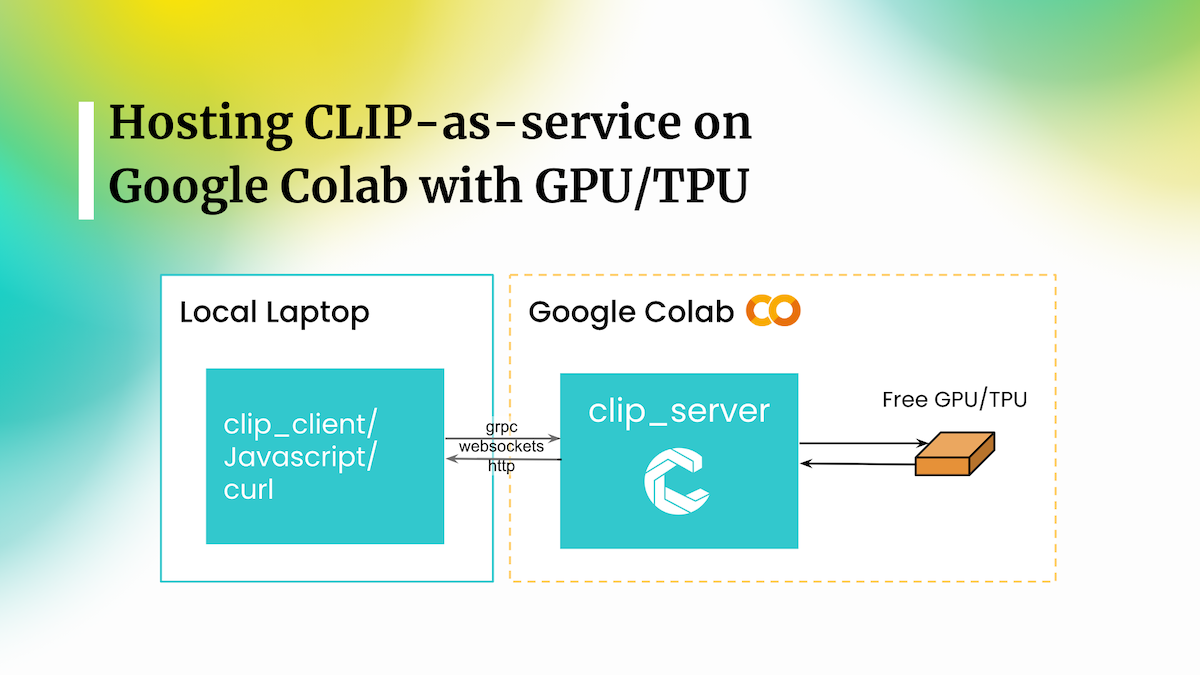 Hosting CLIP-as-service on
Google Colab with GPU/TPU
Local Laptop
clip_client/
Javascript/
curl
grpc
websockets
http
Google Colab
clip_server
Free GPU/TPU